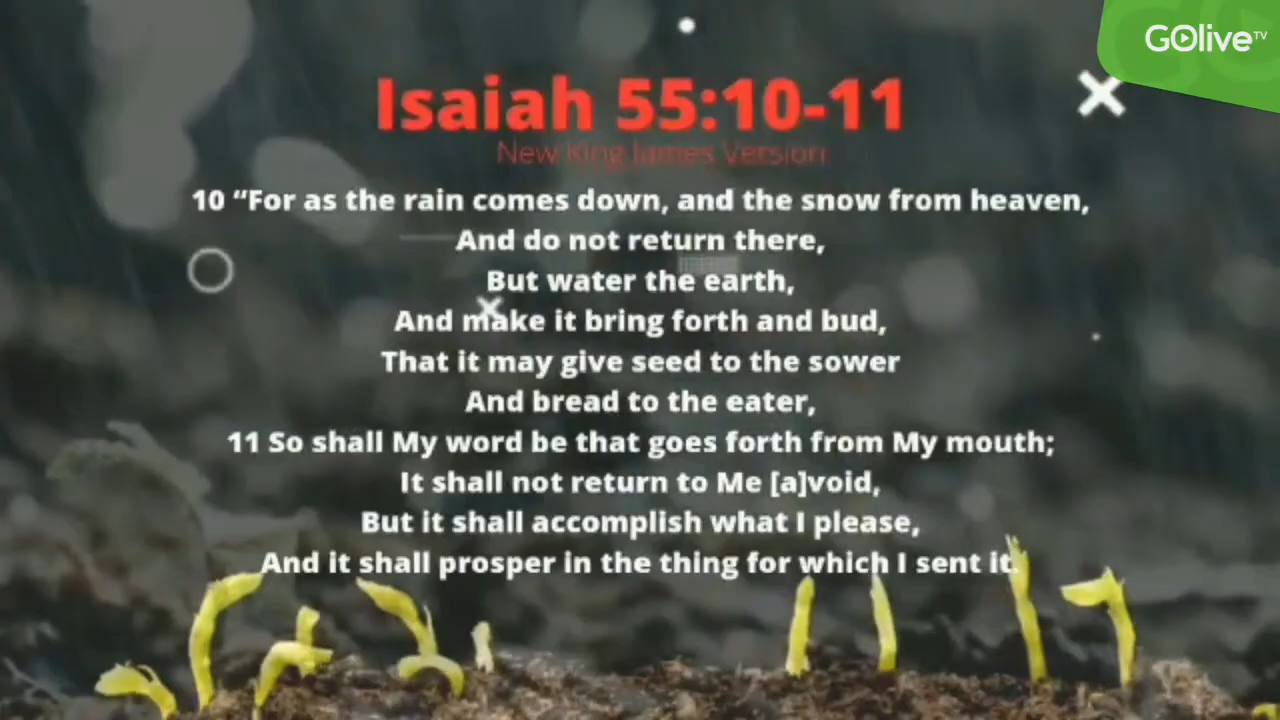 GOlive TV
Isaiah 55:10-11
New King James Version
10 “For as the rain comes down, and the snow from heaven,
And do not return there,
But water the earth,
And make it bring forth and bud,
That it may give seed to the sower
And bread to the eater,
11 So shall My word be that goes forth from My mouth;
It shall not return to Me [a]void,
But it shall accomplish what I please,
And it shall prosper in the thing for which I sent it.